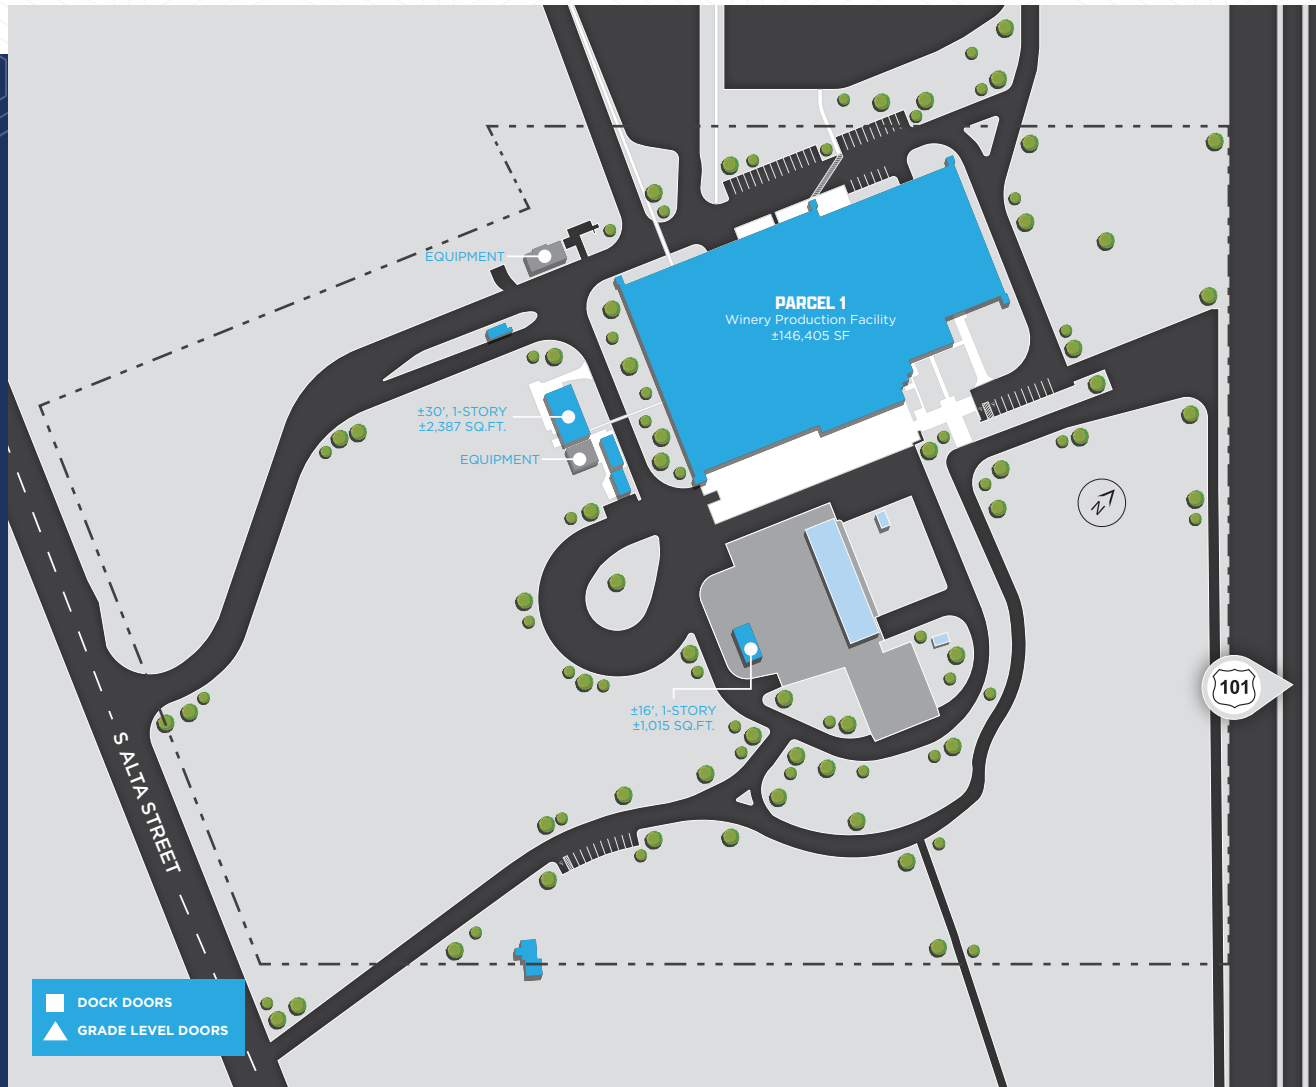 EQUIPMENT
PARCEL 1
Winery Production Facility
±146,405 SF
±30', 1-STORY
±2,387 SQ.FT.
EQUIPMENT
N
101
±16', 1-STORY
±1,015 SQ.FT.
S ALTA STREET
DOCK DOORS
GRADE LEVEL DOORS